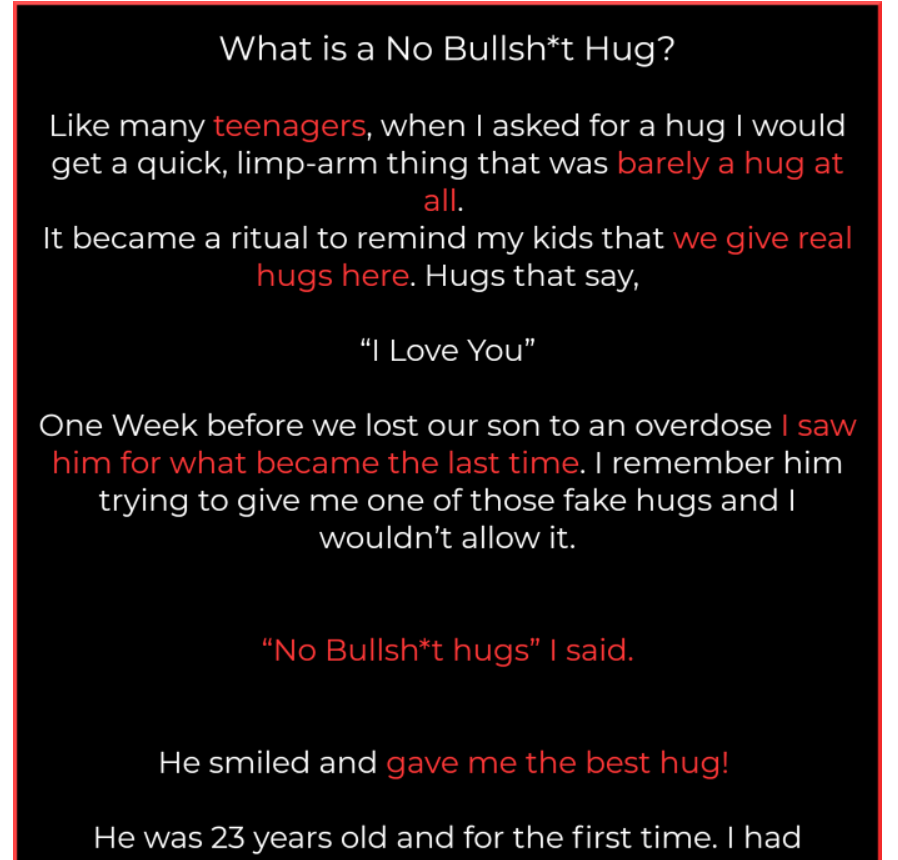 What is a No Bullsh*t Hug?
Like many teenagers, when I asked for a hug I would
get a quick, limp-arm thing that was barely a hug at
all.
It became a ritual to remind my kids that we give real
hugs here. Hugs that say,
“I Love You”
One Week before we lost our son to an overdose I saw
him for what became the last time. I remember him
trying to give me one of those fake hugs and I
wouldn’t allow it.
“No Bullsh*t hugs” I said.
He smiled and gave me the best hug!
He was 23 years old and for the first time. I had